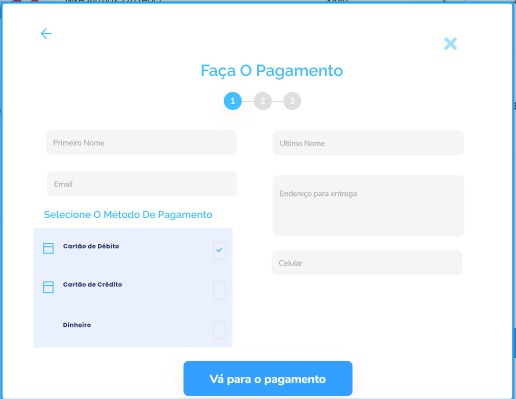 Faça O Pagamento
1 2 3
Primeiro Nome
Ultimo Nome
Email
Endereço para entrega
Selecione O Método De Pagamento
Cartão de Débito
Cartão de Crédito
Celular
Dinheiro
Vá para o pagamento